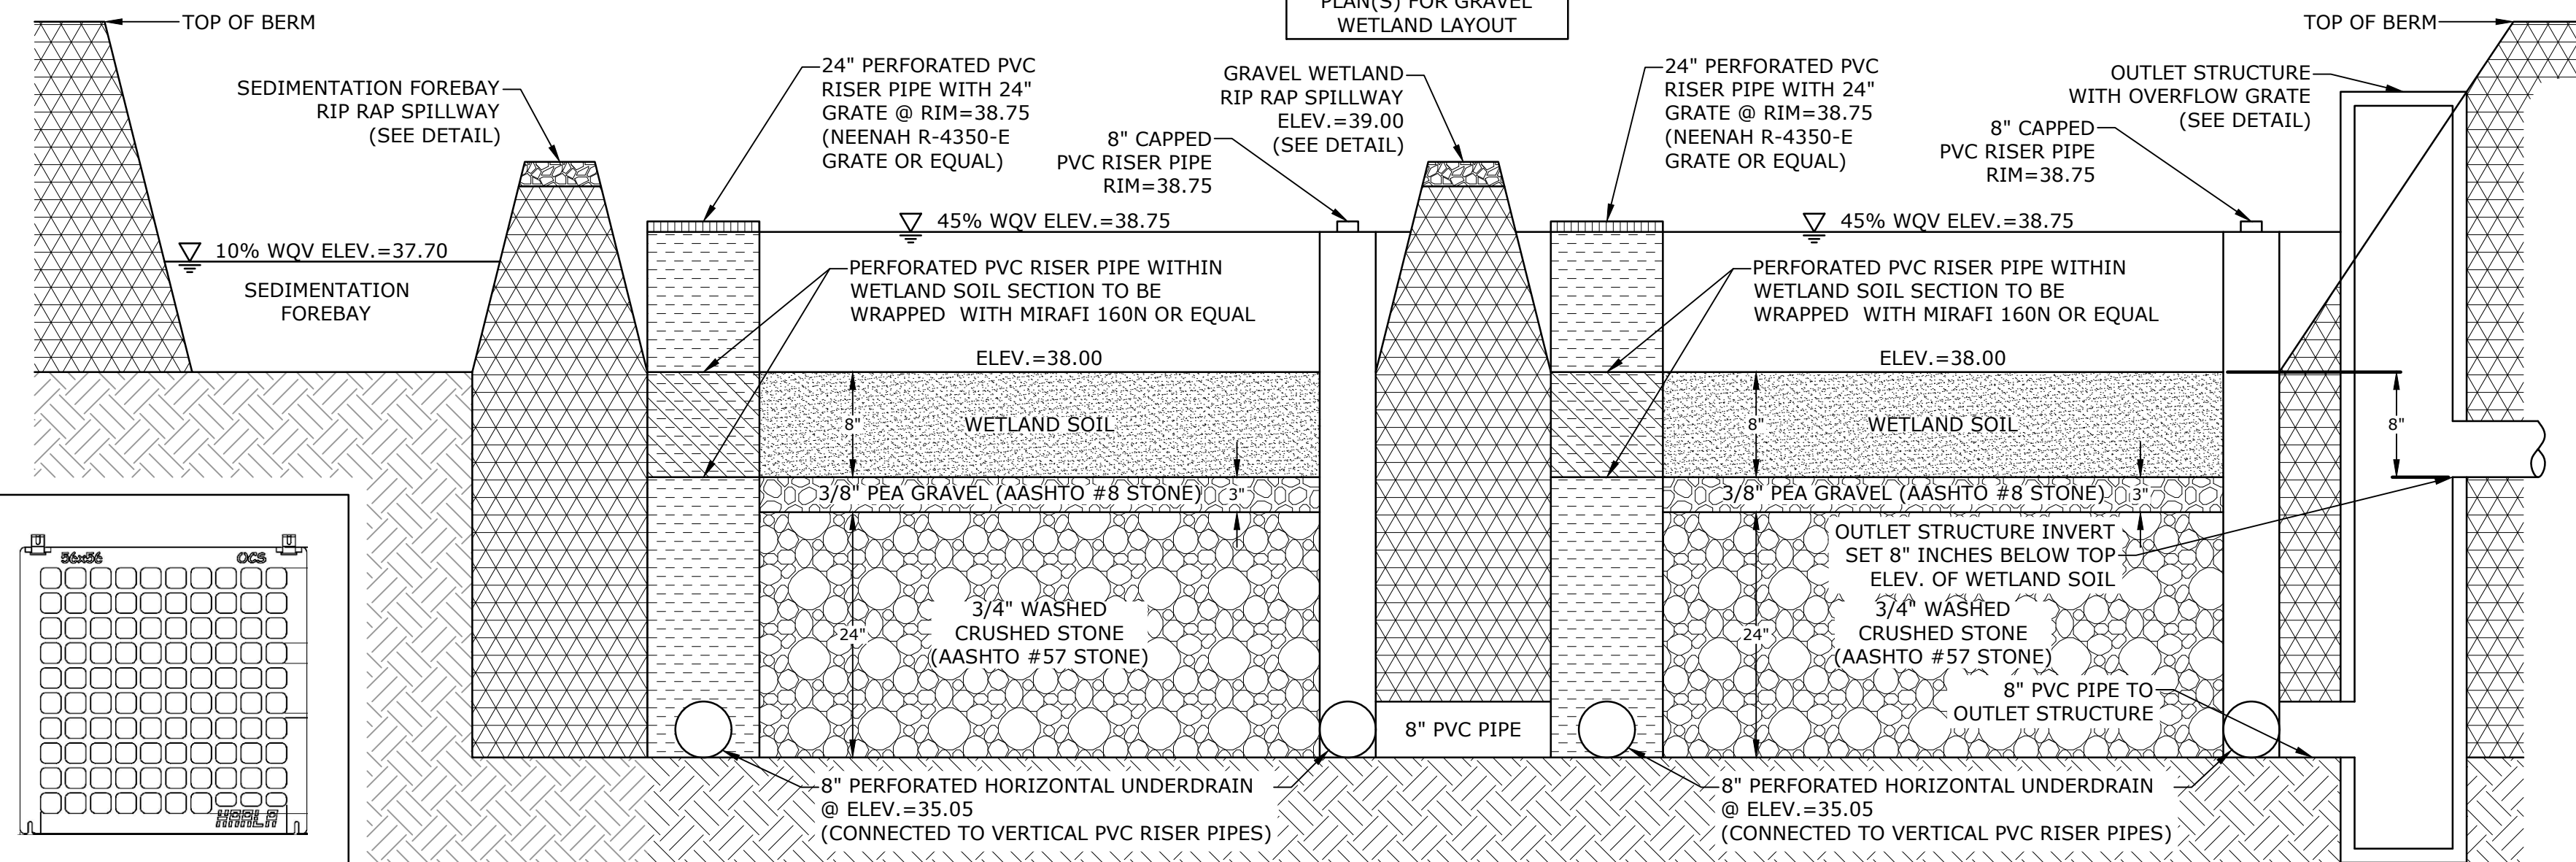 PLAN(S) FOR GRAVEL
WETLAND LAYOUT
TOP OF BERM
SEDIMENTATION FOREBAY
RIP RAP SPILLWAY
(SEE DETAIL)
24" PERFORATED PVC
RISER PIPE WITH 24"
GRATE @ RIM=38.75
(NEENAH R-4350-E
GRATE OR EQUAL)
8" CAPPED
PVC RISER PIPE
RIM=38.75
GRAVEL WETLAND
RIP RAP SPILLWAY
ELEV.=39.00
(SEE DETAIL)
24" PERFORATED PVC
RISER PIPE WITH 24"
GRATE @ RIM=38.75
(NEENAH R-4350-E
GRATE OR EQUAL)
8" CAPPED
PVC RISER PIPE
RIM=38.75
OUTLET STRUCTURE
WITH OVERFLOW GRATE
(SEE DETAIL)
TOP OF BERM
10% WQV ELEV.=37.70
SEDIMENTATION
FOREBAY
45% WQV ELEV.=38.75
PERFORATED PVC RISER PIPE WITHIN
WETLAND SOIL SECTION TO BE
WRAPPED WITH MIRAFI 160N OR EQUAL
ELEV.=38.00
8"
WETLAND SOIL
3/8" PEA GRAVEL (AASHTO #8 STONE)
3"
24"
3/4" WASHED
CRUSHED STONE
(AASHTO #57 STONE)
8" PVC PIPE
8" PERFORATED HORIZONTAL UNDERDRAIN
@ ELEV.=35.05
(CONNECTED TO VERTICAL PVC RISER PIPES)
45% WQV ELEV.=38.75
PERFORATED PVC RISER PIPE WITHIN
WETLAND SOIL SECTION TO BE
WRAPPED WITH MIRAFI 160N OR EQUAL
ELEV.=38.00
8"
WETLAND SOIL
8"
3/8" PEA GRAVEL (AASHTO #8 STONE)
3"
OUTLET STRUCTURE INVERT
SET 8" INCHES BELOW TOP
ELEV. OF WETLAND SOIL
24"
3/4" WASHED
CRUSHED STONE
(AASHTO #57 STONE)
8" PVC PIPE TO
OUTLET STRUCTURE
8" PERFORATED HORIZONTAL UNDERDRAIN
@ ELEV.=35.05
(CONNECTED TO VERTICAL PVC RISER PIPES)
56x56
OCS